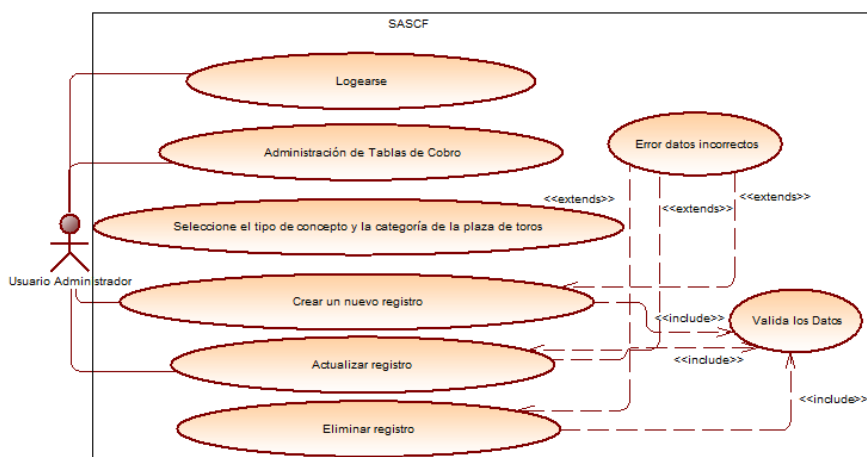 SASCF
Logearse
Administración de Tablas de Cobro
Error datos incorrectos
<<extends>>
<<extends>>
<<extends>>
Seleccione el tipo de concepto y la categoría de la plaza de toros
Usuario Administrador
Crear un nuevo registro
<<include>>
Valida los Datos
Actualizar registro
<<include>>
<<include>>
Eliminar registro